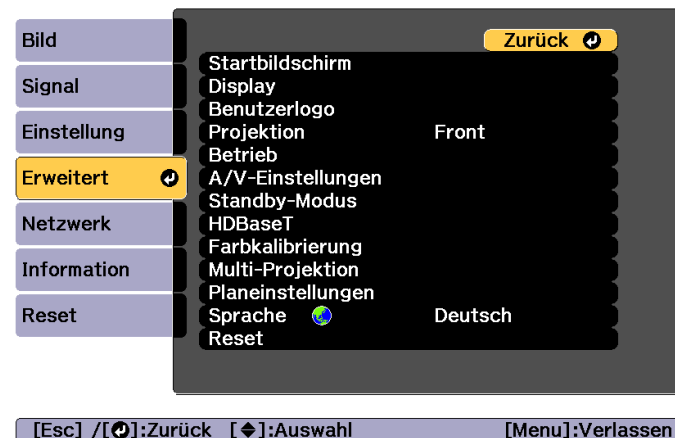 Bild
Signal
Einstellung
Erweitert
Netzwerk
Information
Reset
Zurück
Startbildschirm
Display
Benutzerlogo
Projektion Front
Betrieb
A/V-Einstellungen
Standby-Modus
HDBaseT
Farbkalibrierung
Multi-Projektion
Planeinstellungen
Sprache Deutsch
Reset
[Esc] /[⏎]:Zurück [◆]:Auswahl [Menu]:Verlassen